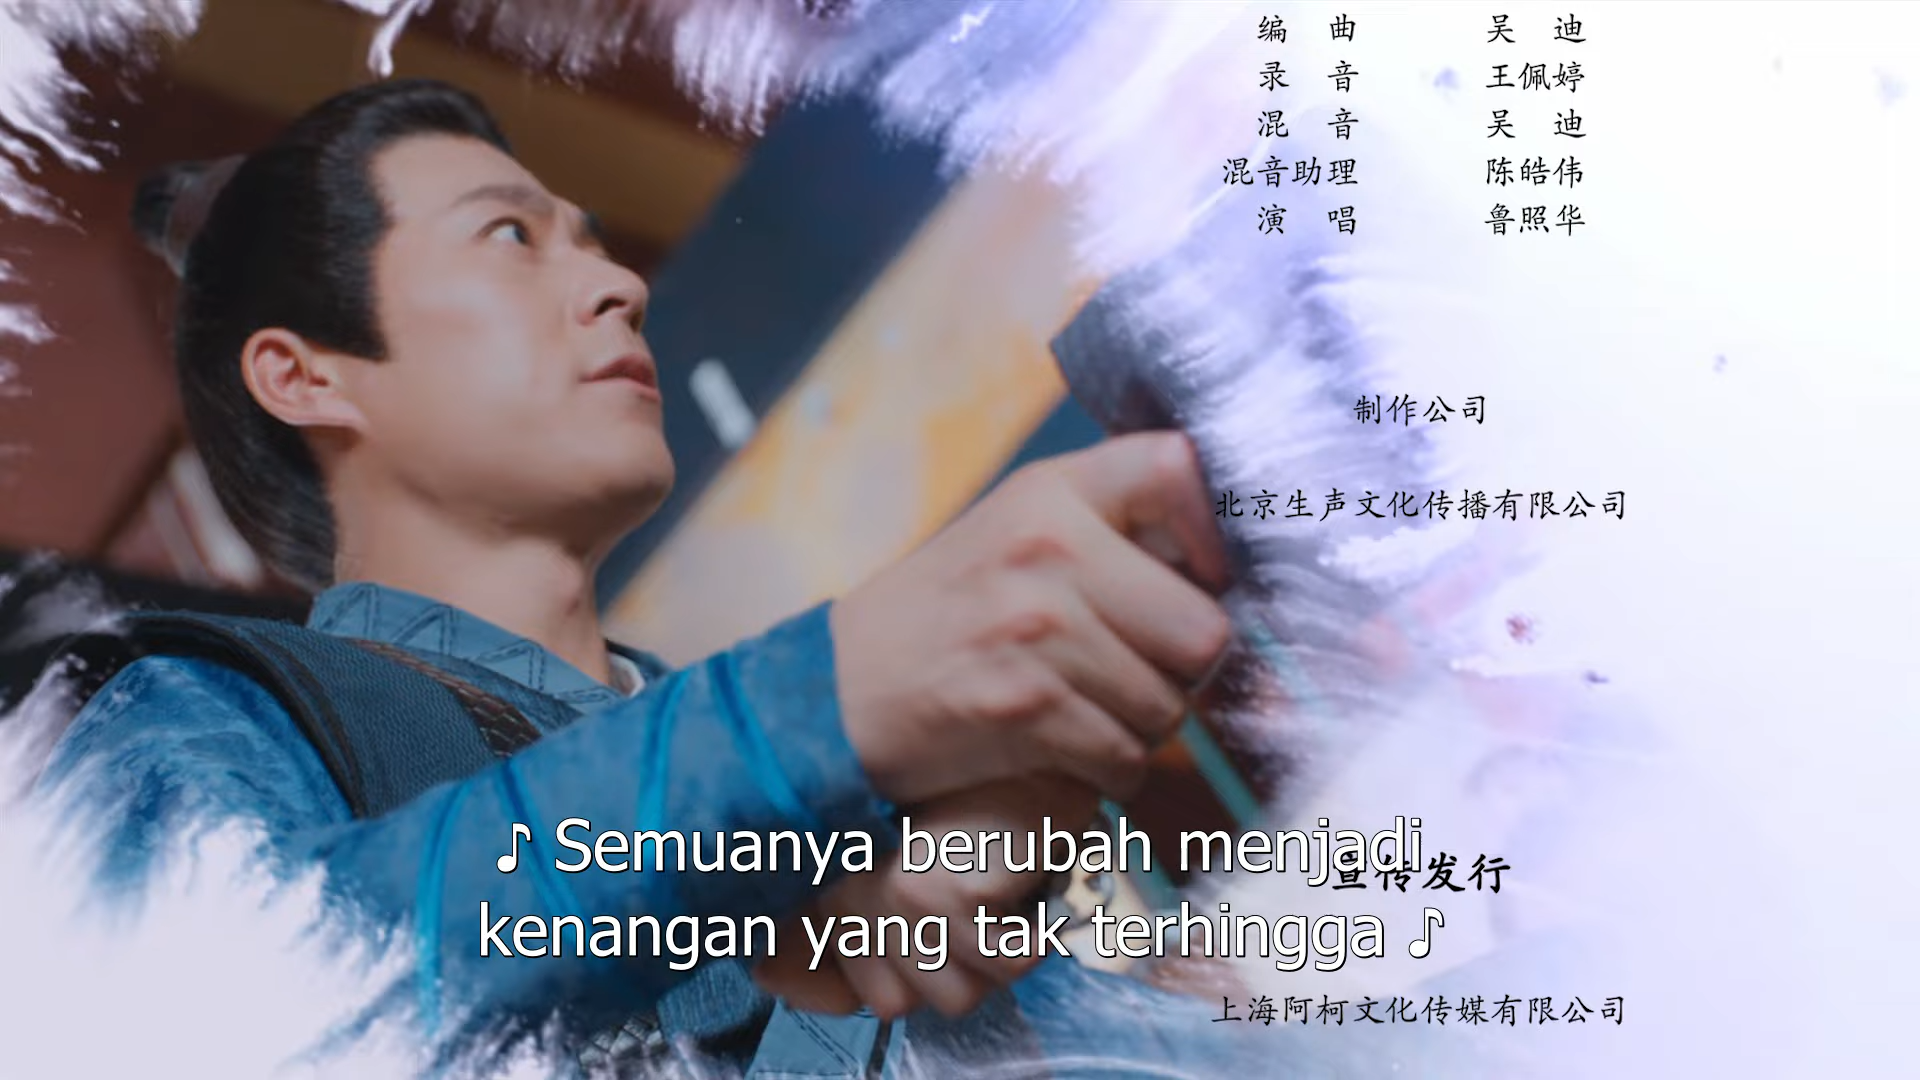 编曲 吴迪
录音 王佩婷
混音 吴迪
混音助理 陈皓伟
演唱 鲁照华
制作公司
北京生声文化传播有限公司
♪ Semuanya berubah menjadi
宣传发行
kenangan yang tak terhingga ♪
上海阿柯文化传媒有限公司